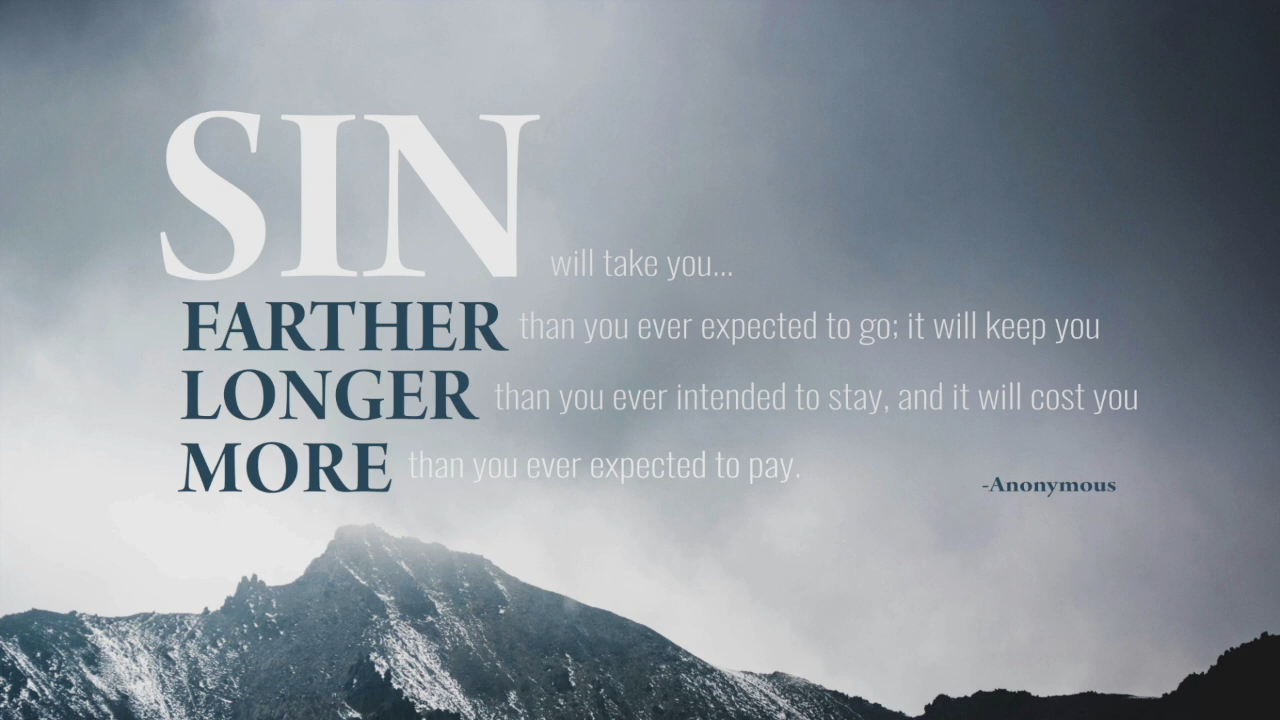 SIN will take you...
FARTHER than you ever expected to go; it will keep you
LONGER than you ever intended to stay, and it will cost you
MORE than you ever expected to pay.
-Anonymous